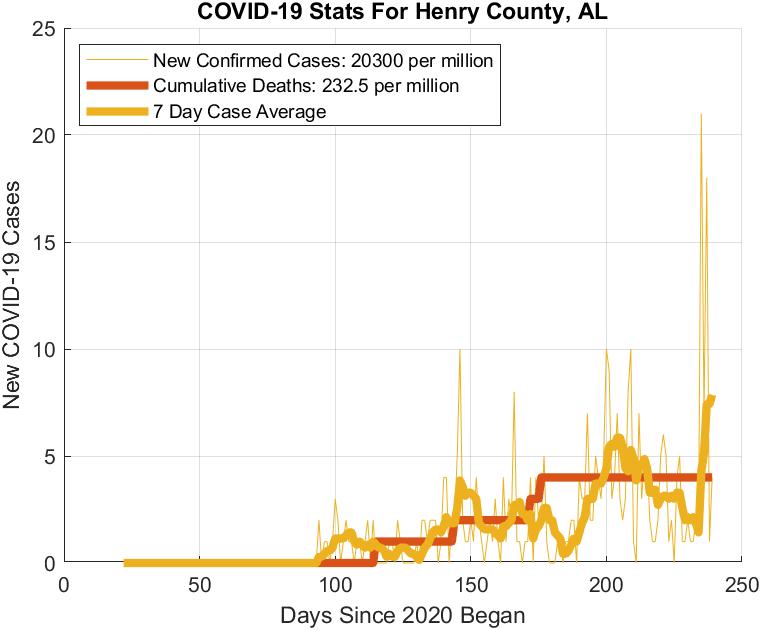 COVID-19 Stats For Henry County, AL
25
20
15
10
5
0
New COVID-19 Cases
New Confirmed Cases: 20300 per million
Cumulative Deaths: 232.5 per million
7 Day Case Average
0
50
100
150
200
250
Days Since 2020 Began